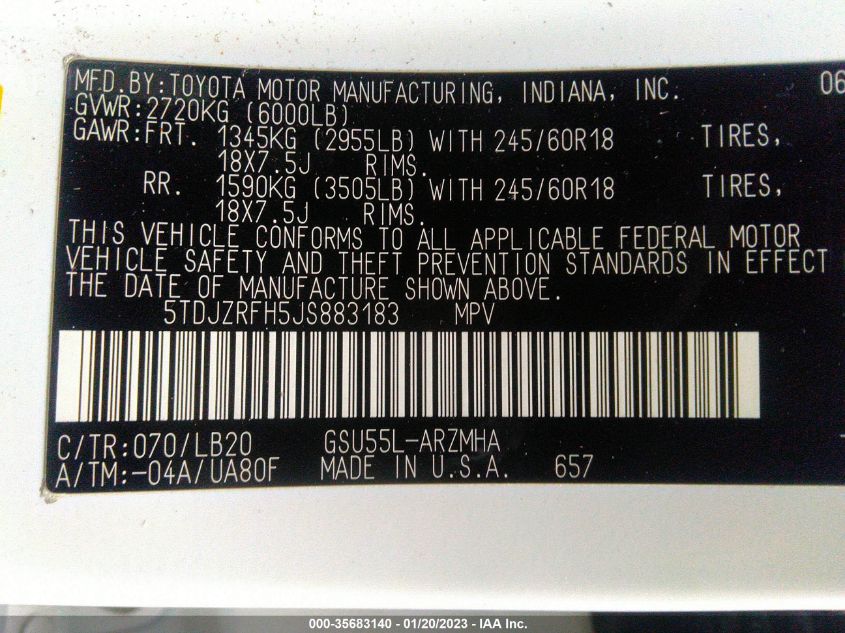 MFD.BY:TOYOTA MOTOR MANUFACTURING, INDIANA, INC. 06
GVWR:2720KG (6000LB)
GAWR:FRT. 1345KG (2955LB) WITH 245/60R18 TIRES,
18X7.5J RIMS.
RR. 1590KG (3505LB) WITH 245/60R18 TIRES,
18X7.5J RIMS.
THIS VEHICLE CONFORMS TO ALL APPLICABLE FEDERAL MOTOR
VEHICLE SAFETY AND THEFT PREVENTION STANDARDS IN EFFECT
THE DATE OF MANUFACTURE SHOWN ABOVE.
5TDJZRFH5JS883183 MPV
C/TR:070/LB20 GSU55L-ARZMHA
A/TM:-04A/UA80F MADE IN U.S.A. 657
000-35683140 - 01/20/2023 - IAA Inc.